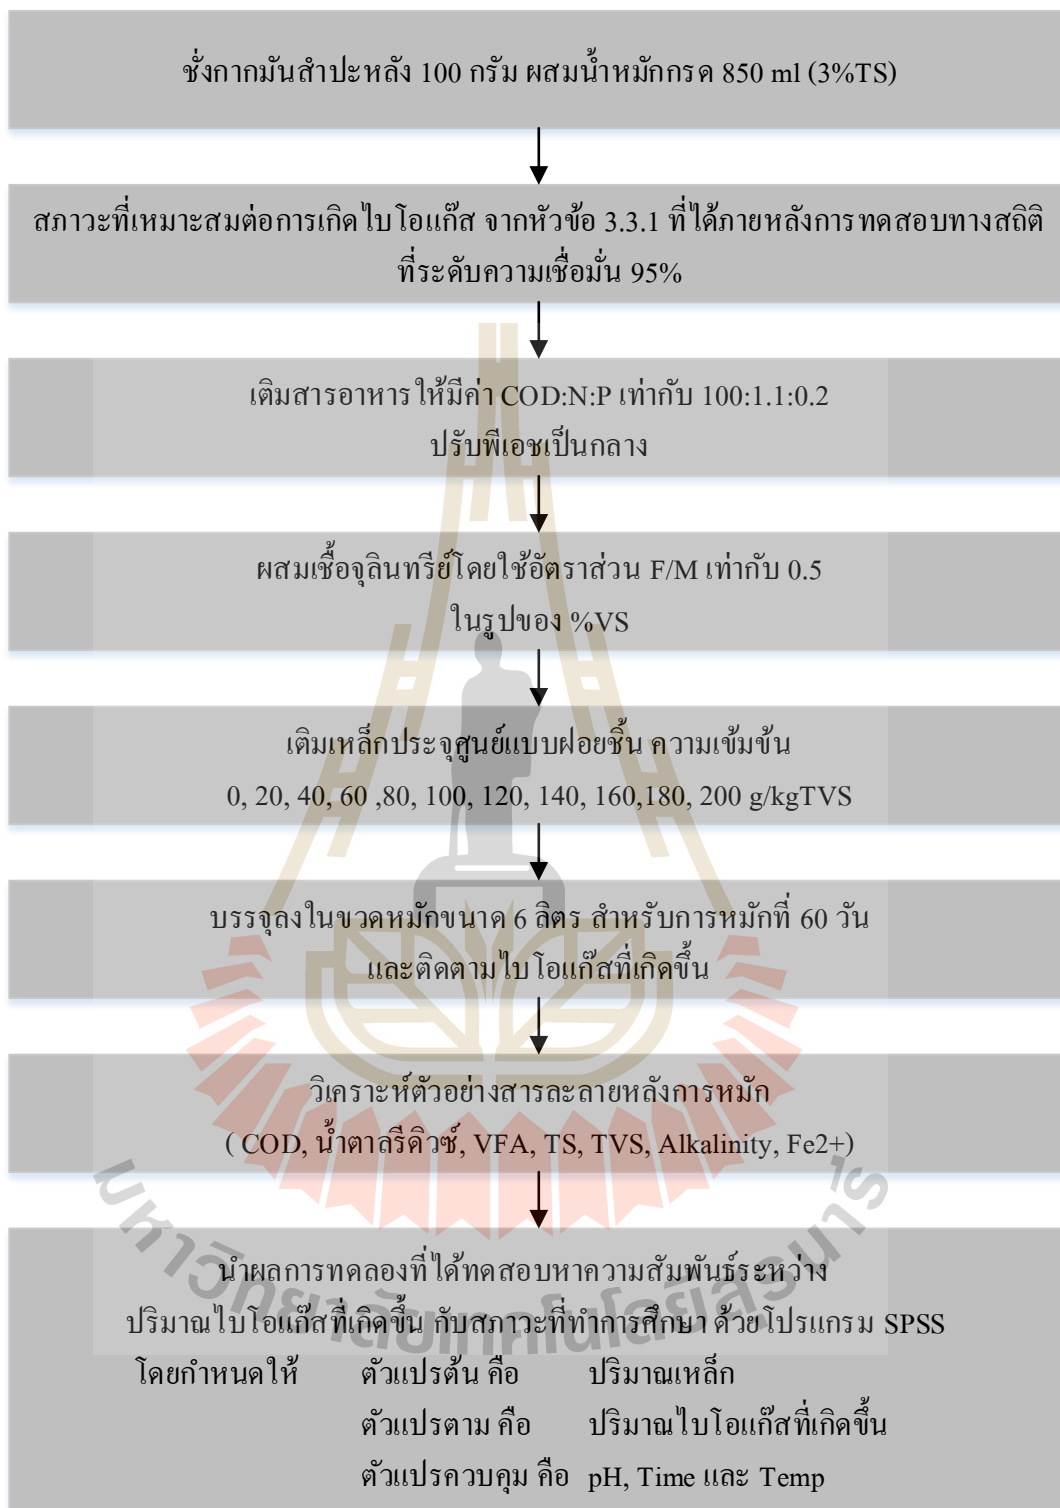 ชั่งกากมันสำปะหลัง 100 กรัม ผสมน้ำหมักกรด 850 ml (3%TS)
สภาวะที่เหมาะสมต่อการเกิดไบโอแก๊ส จากหัวข้อ 3.3.1 ที่ได้ภายหลังการทดสอบทางสถิติ
ที่ระดับความเชื่อมั่น 95%
เติมสารอาหารให้มีค่า COD:N:P เท่ากับ 100:1.1:0.2
ปรับพีเอชเป็นกลาง
ผสมเชื้อจุลินทรีย์โดยใช้อัตราส่วน F/M เท่ากับ 0.5
ในรูปของ %VS
เติมเหล็กประจุศูนย์แบบฝอยชิ้น ความเข้มข้น
0, 20, 40, 60 ,80, 100, 120, 140, 160,180, 200 g/kgTVS
บรรจุลงในขวดหมักขนาด 6 ลิตร สำหรับการหมักที่ 60 วัน
และติดตามไบโอแก๊สที่เกิดขึ้น
วิเคราะห์ตัวอย่างสารละลายหลังการหมัก
( COD, น้ำตาลรีดิวซ์, VFA, TS, TVS, Alkalinity, Fe2+)
นำผลการทดลองที่ได้ทดสอบหาความสัมพันธ์ระหว่าง
ปริมาณไบโอแก๊สที่เกิดขึ้น กับสภาวะที่ทำการศึกษา ด้วยโปรแกรม SPSS
โดยกำหนดให้ ตัวแปรต้น คือ ปริมาณเหล็ก
ตัวแปรตาม คือ ปริมาณไบโอแก๊สที่เกิดขึ้น
ตัวแปรควบคุม คือ pH, Time และ Temp
มหาวิทยาลัยเทคโนโลยีสุรนารี